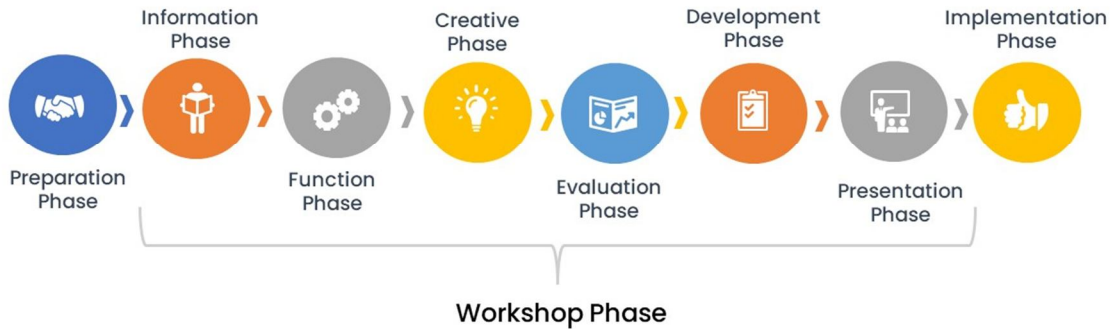 Preparation
Phase
Information
Phase
Function
Phase
Creative
Phase
Evaluation
Phase
Development
Phase
Presentation
Phase
Implementation
Phase
Workshop Phase